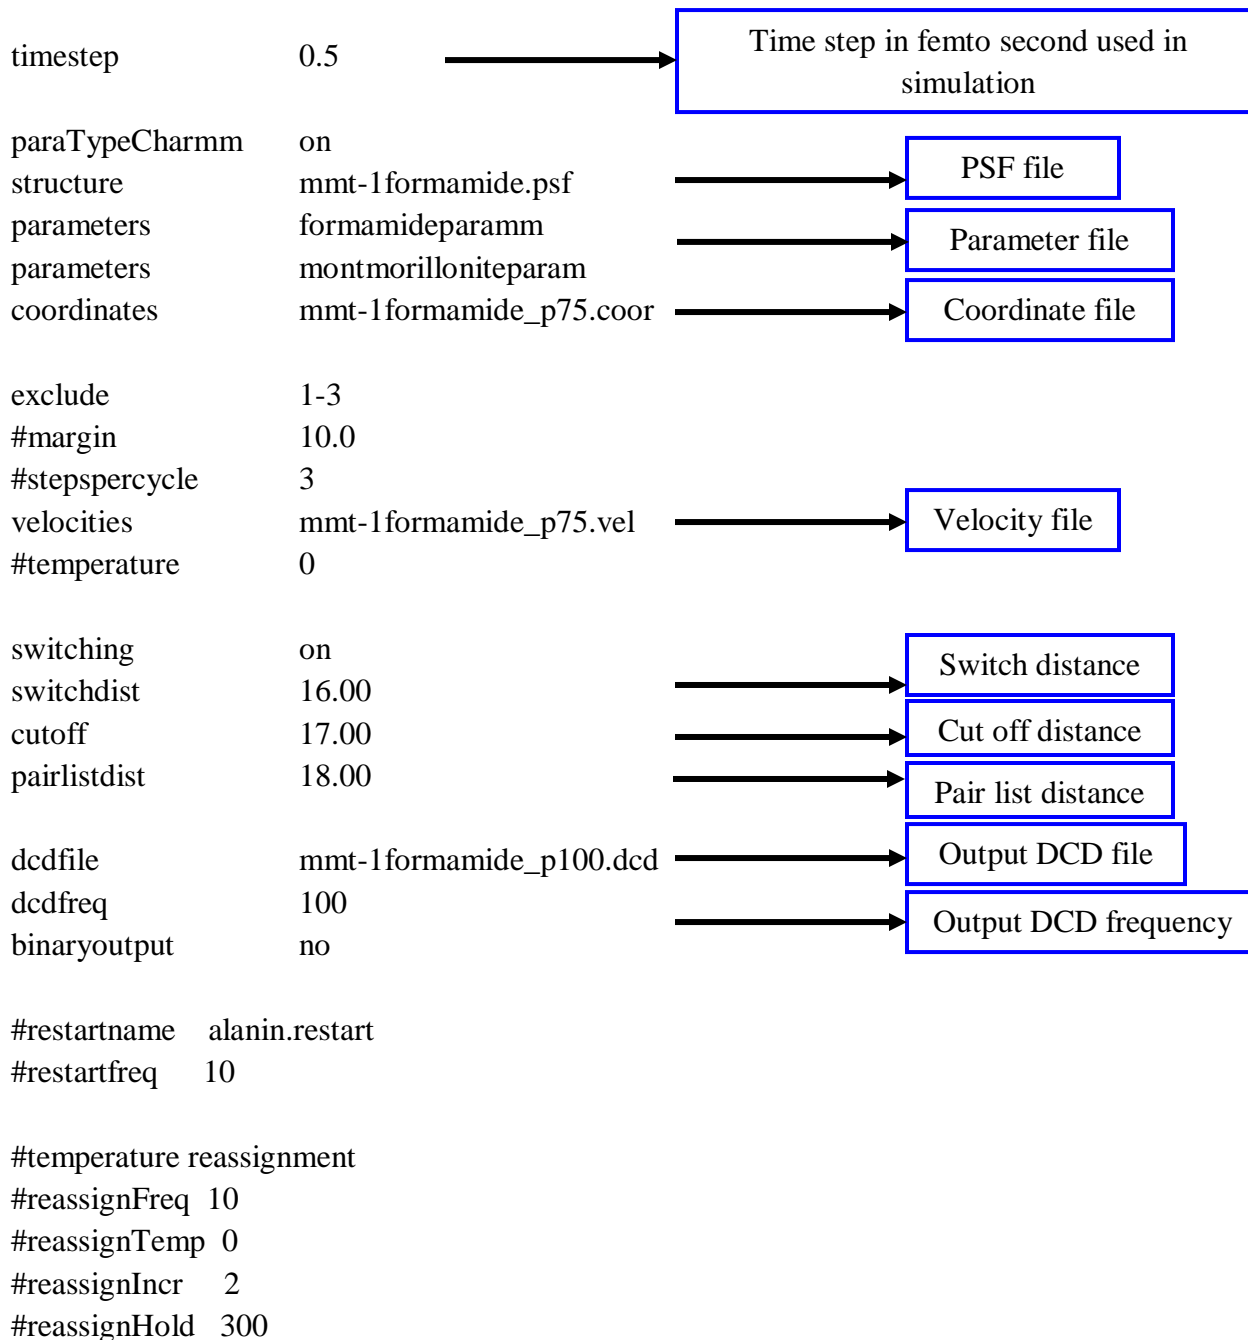 timestep 0.5 Time step in femto second used in
simulation
paraTypeCharmm on
structure mmt-1formamide.psf PSF file
parameters formamideparamm Parameter file
parameters montmorilloniteparam
coordinates mmt-1formamide_p75.coor Coordinate file
exclude 1-3
#margin 10.0
#stepspercycle 3
velocities mmt-1formamide_p75.vel Velocity file
#temperature 0
switching on Switch distance
switchdist 16.00
cutoff 17.00 Cut off distance
pairlistdist 18.00 Pair list distance
dcdfile mmt-1formamide_p100.dcd Output DCD file
dcdfreq 100 Output DCD frequency
binaryoutput no
#restartname alanin.restart
#restartfreq 10
#temperature reassignment
#reassignFreq 10
#reassignTemp 0
#reassignIncr 2
#reassignHold 300